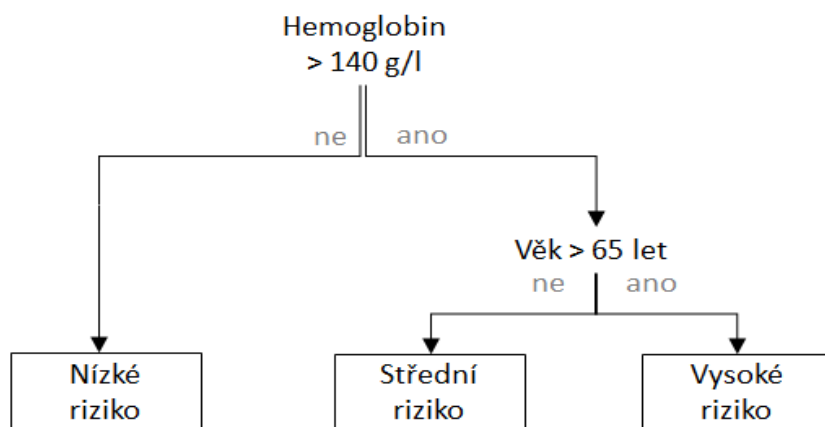 Hemoglobin
> 140 g/l
ne ano
Věk > 65 let
ne ano
Nízké
riziko
Střední
riziko
Vysoké
riziko